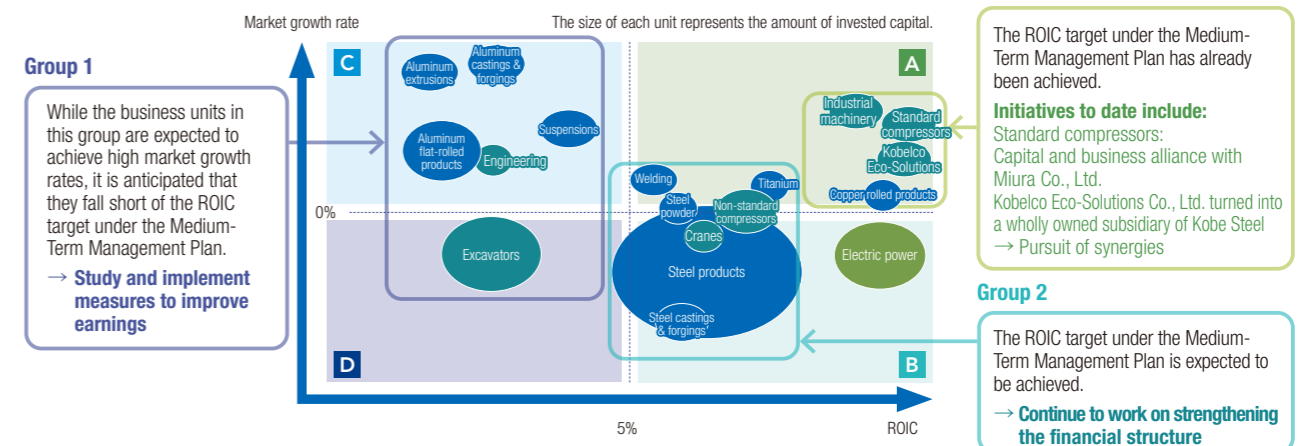 Market growth rate
The size of each unit represents the amount of invested capital.
Group 1
While the business units in
this group are expected to
achieve high market growth
rates, it is anticipated that
they fall short of the ROIC
target under the Medium-
Term Management Plan.
→ Study and implement
measures to improve
earnings
C
Aluminum
extrusions
Aluminum
castings &
forgings
Suspensions
Aluminum
flat-rolled
products
Engineering
0%
Excavators
D
A
Industrial
machinery
Standard
compressors
Kobelco
Eco-Solutions
Copper rolled products
Welding
Titanium
Steel
powder
Non-standard
compressors
Cranes
Steel products
Electric power
Steel castings
& forgings
B
5%
ROIC
The ROIC target under the Medium-
Term Management Plan has already
been achieved.
Initiatives to date include:
Standard compressors:
Capital and business alliance with
Miura Co., Ltd.
Kobelco Eco-Solutions Co., Ltd. turned into
a wholly owned subsidiary of Kobe Steel
→ Pursuit of synergies
Group 2
The ROIC target under the Medium-
Term Management Plan is expected to
be achieved.
→ Continue to work on strengthening
the financial structure